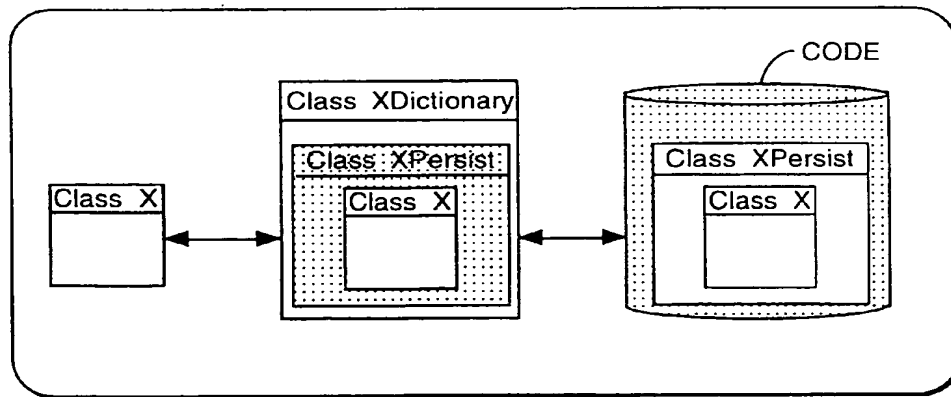 CODE
Class XDictionary
Class XPersist
Class XPersist
Class X
Class X
Class X